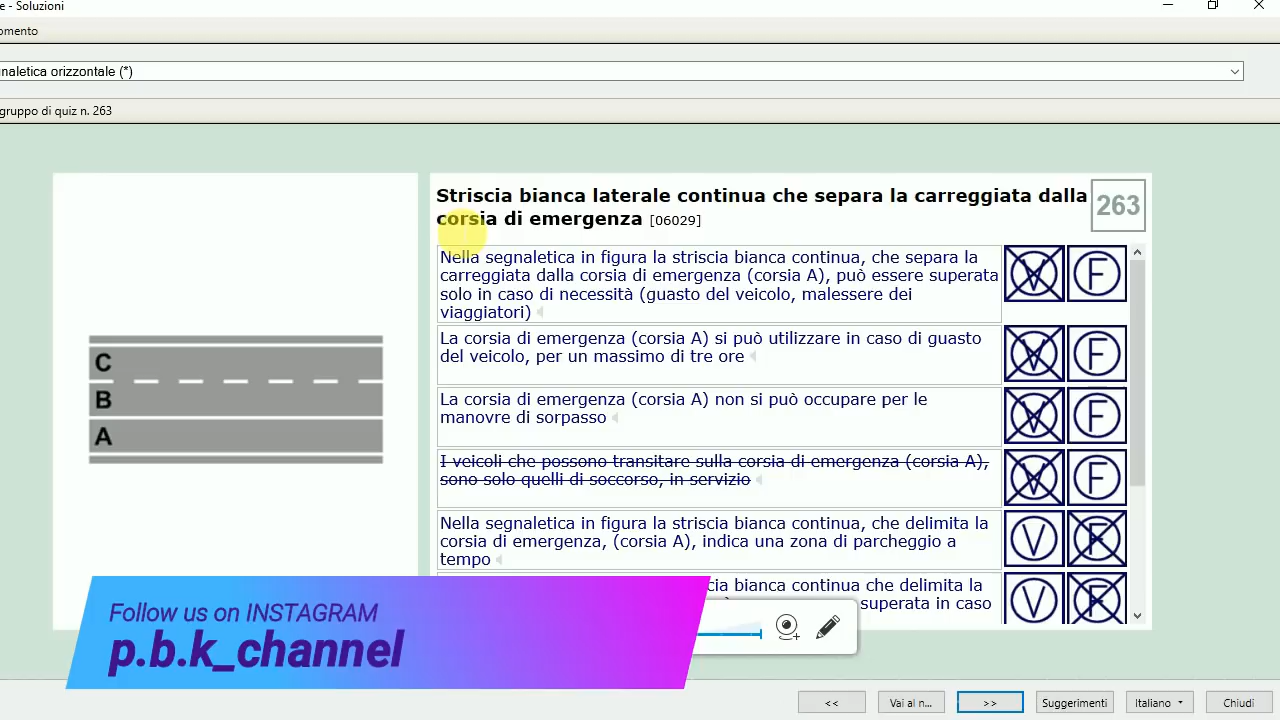 e - Soluzioni
omento
naletica orizzontale (*)
gruppo di quiz n. 263
Striscia bianca laterale continua che separa la carreggiata dalla
corsia di emergenza [06029]
263
Nella segnaletica in figura la striscia bianca continua, che separa la
carreggiata dalla corsia di emergenza (corsia A), può essere superata
solo in caso di necessità (guasto del veicolo, malessere dei
viaggiatori)
V F
La corsia di emergenza (corsia A) si può utilizzare in caso di guasto
del veicolo, per un massimo di tre ore
V F
La corsia di emergenza (corsia A) non si può occupare per le
manovre di sorpasso
V F
I veicoli che possono transitare sulla corsia di emergenza (corsia A),
sono solo quelli di soccorso, in servizio
V F
Nella segnaletica in figura la striscia bianca continua, che delimita la
corsia di emergenza, (corsia A), indica una zona di parcheggio a
tempo
V F
cia bianca continua che delimita la
superata in caso
V F
C
B
A
Follow us on INSTAGRAM
p.b.k_channel
<<
Vai al n...
>>
Suggerimenti
Italiano
Chiudi